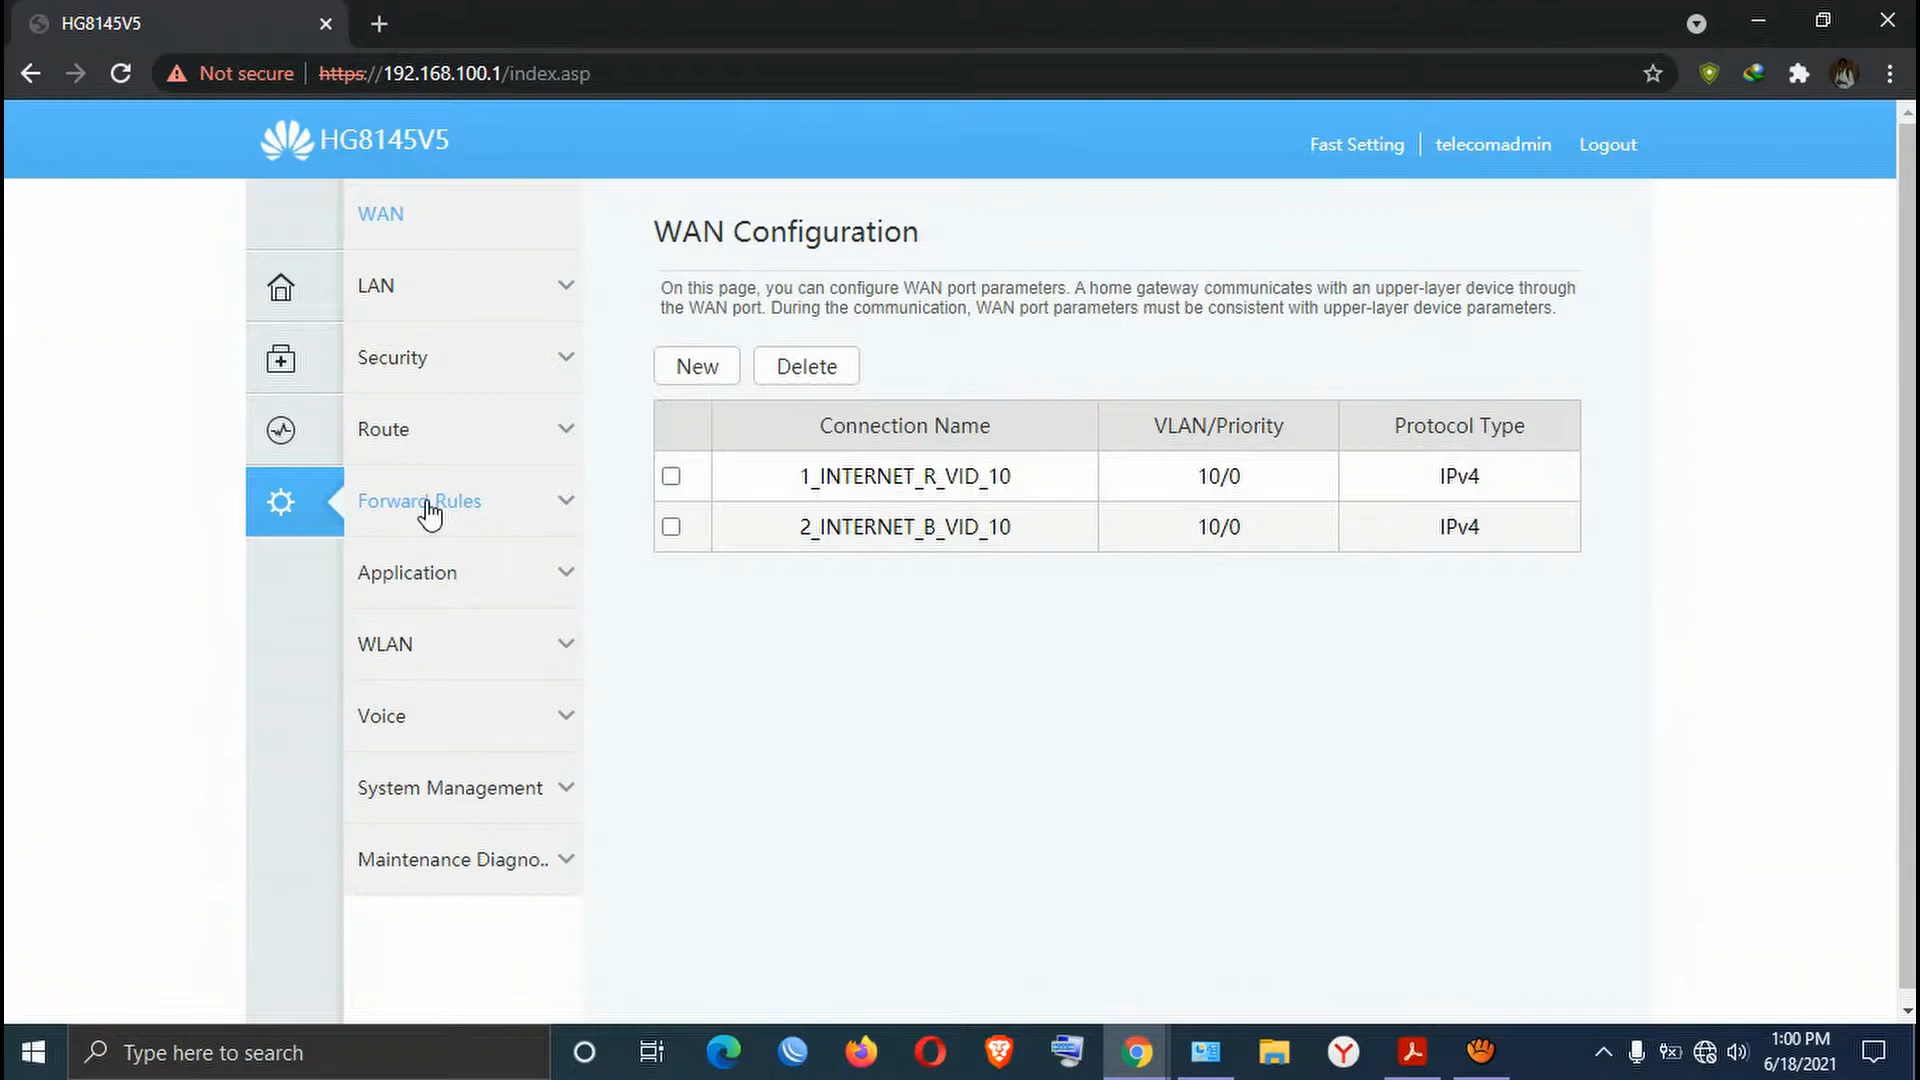 HG8145V5
Not secure
https://192.168.100.1/index.asp
HG8145V5
Fast Setting
telecomadmin
Logout
WAN
LAN
Security
Route
Forward Rules
Application
WLAN
Voice
System Management
Maintenance Diagno..
WAN Configuration
On this page, you can configure WAN port parameters. A home gateway communicates with an upper-layer device through
the WAN port. During the communication, WAN port parameters must be consistent with upper-layer device parameters.
New Delete
Connection Name VLAN/Priority Protocol Type
1_INTERNET_R_VID_10 10/0 IPv4
2_INTERNET_B_VID_10 10/0 IPv4
Type here to search
1:00 PM
6/18/2021